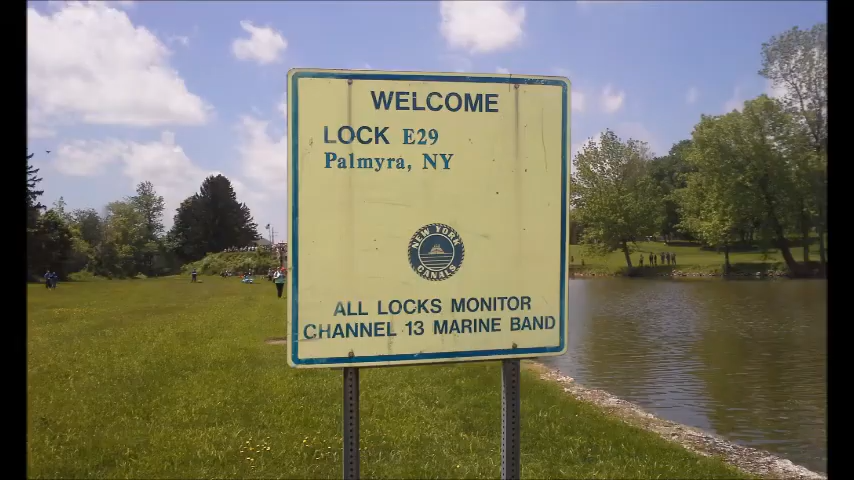 WELCOME
LOCK E29
Palmyra, NY
NEW YORK
CANALS
ALL LOCKS MONITOR
CHANNEL 13 MARINE BAND